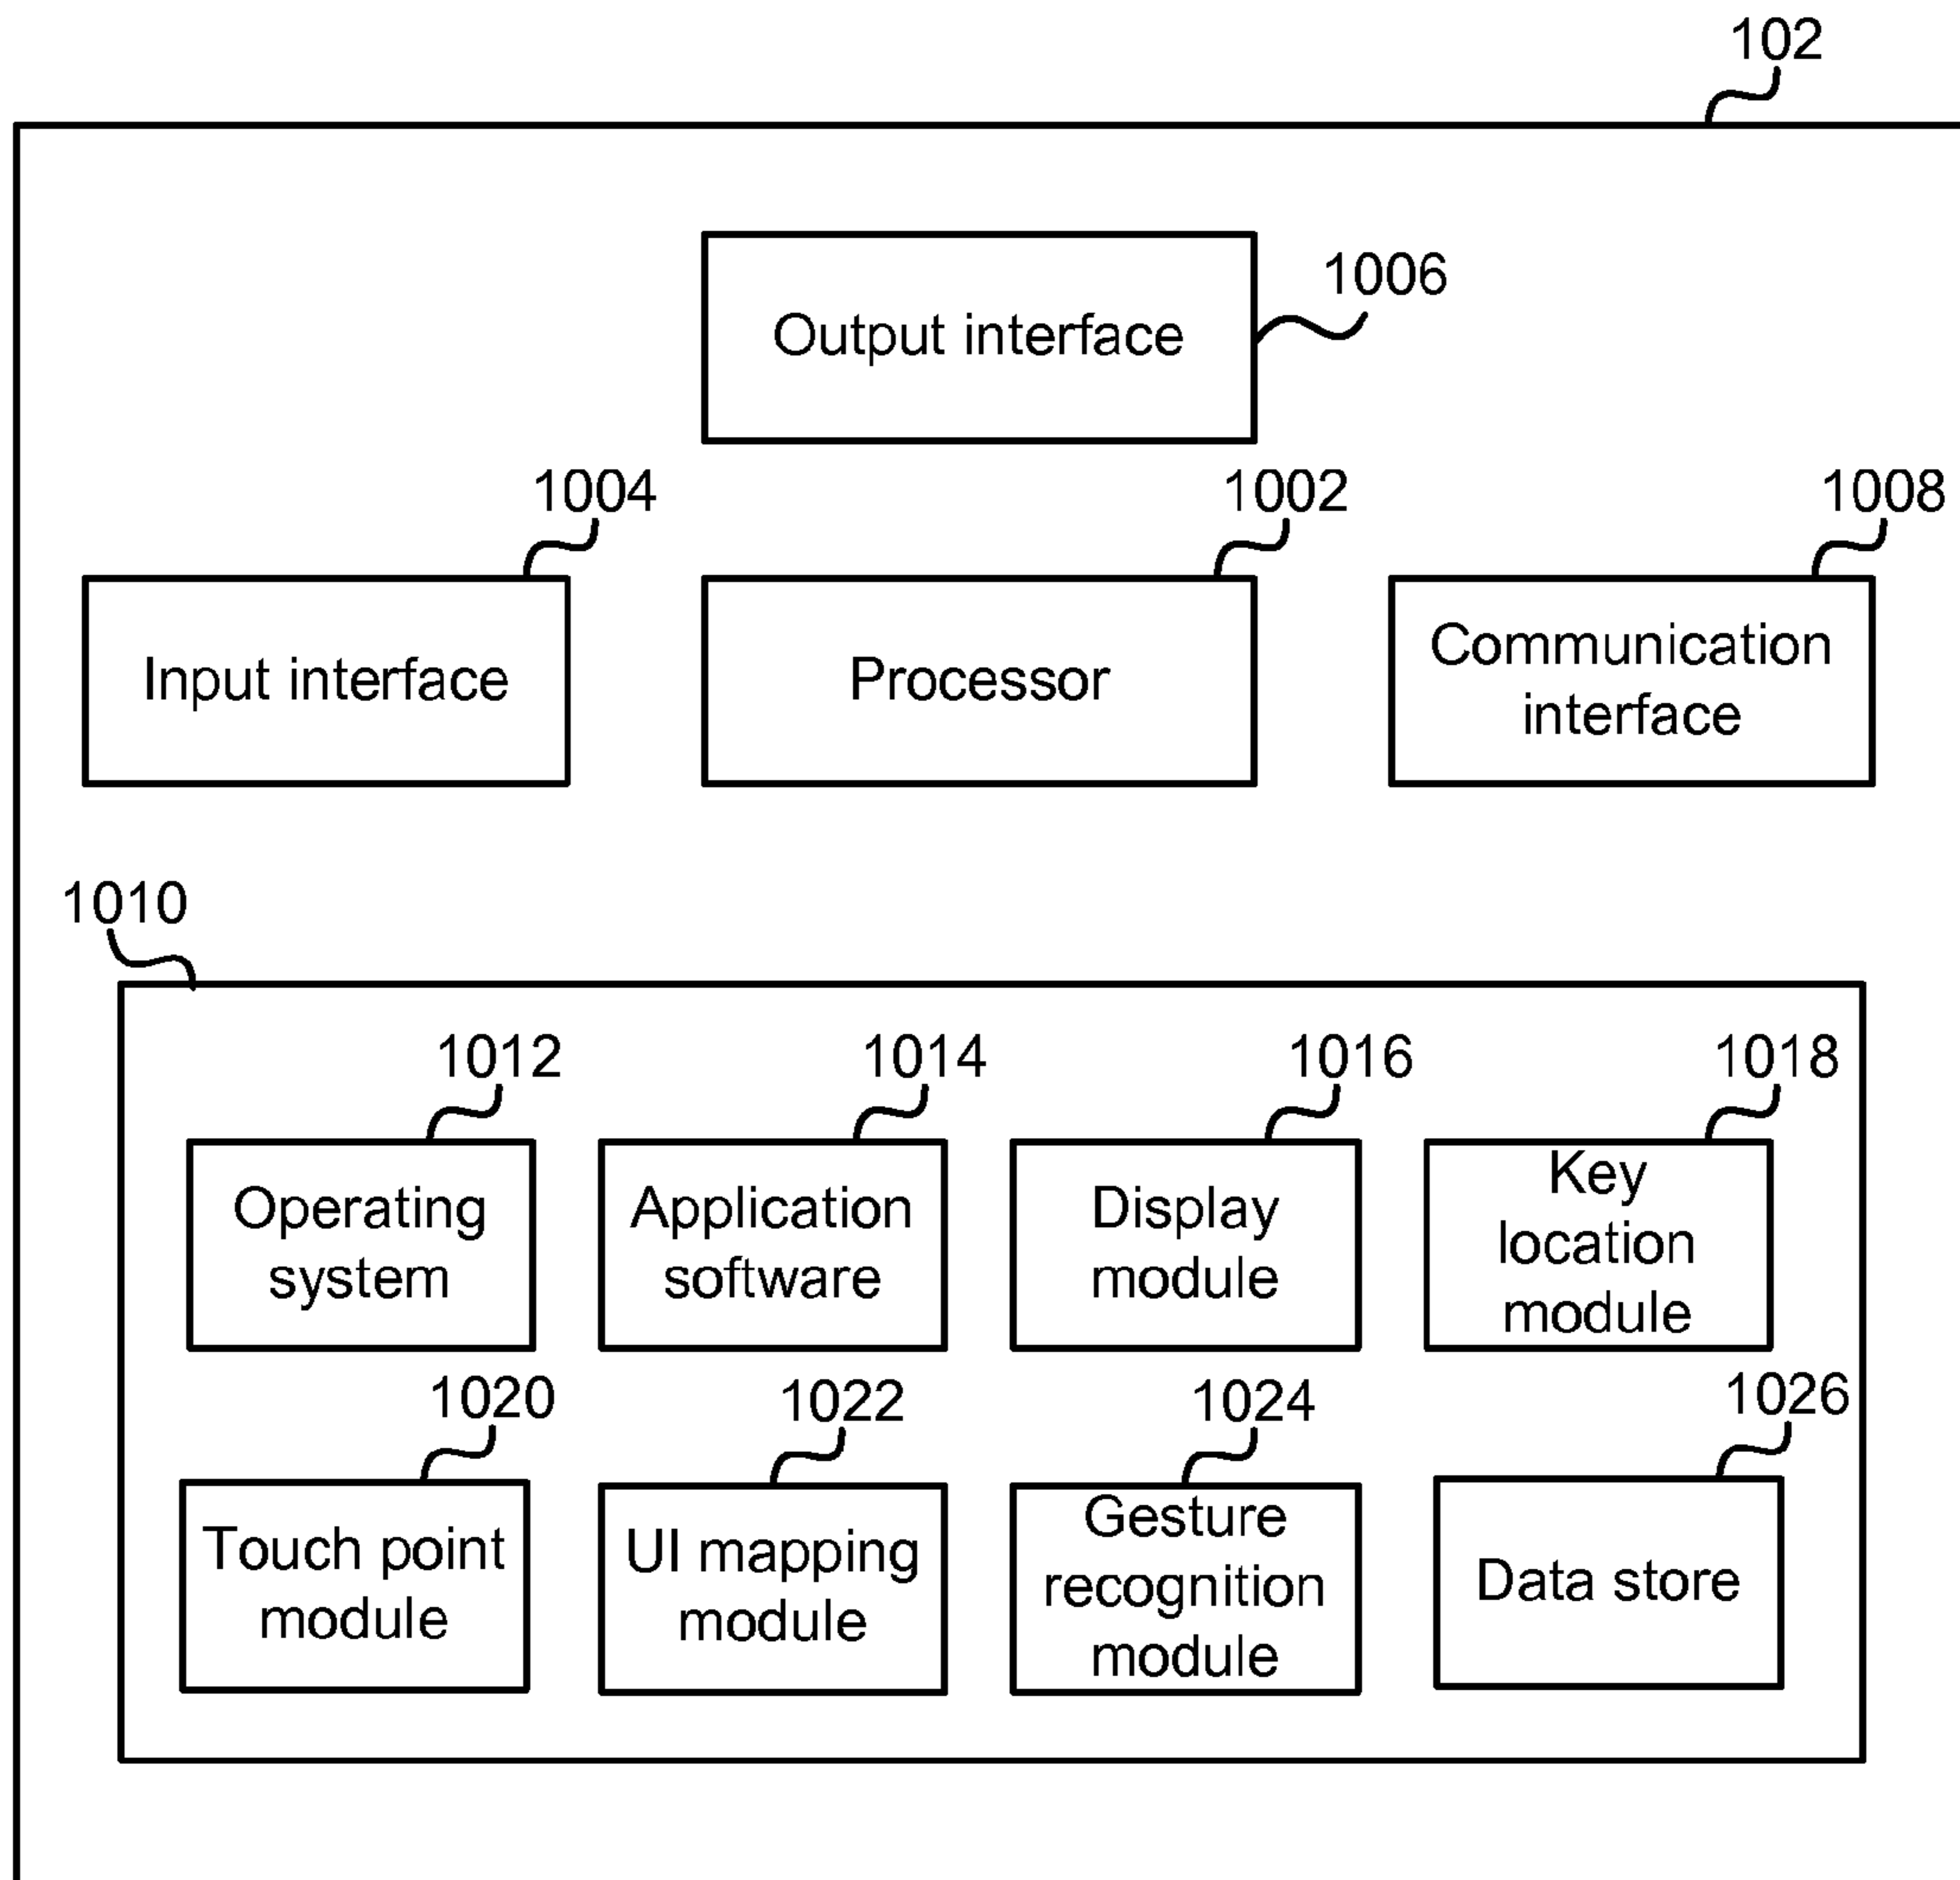 102
Output interface
1006
1004
1002
1008
Input interface
Processor
Communication
interface
1010
1012
1014
1016
1018
Operating
system
Application
software
Display
module
Key
location
module
1020
1022
1024
1026
Touch point
module
UI mapping
module
Gesture
recognition
module
Data store